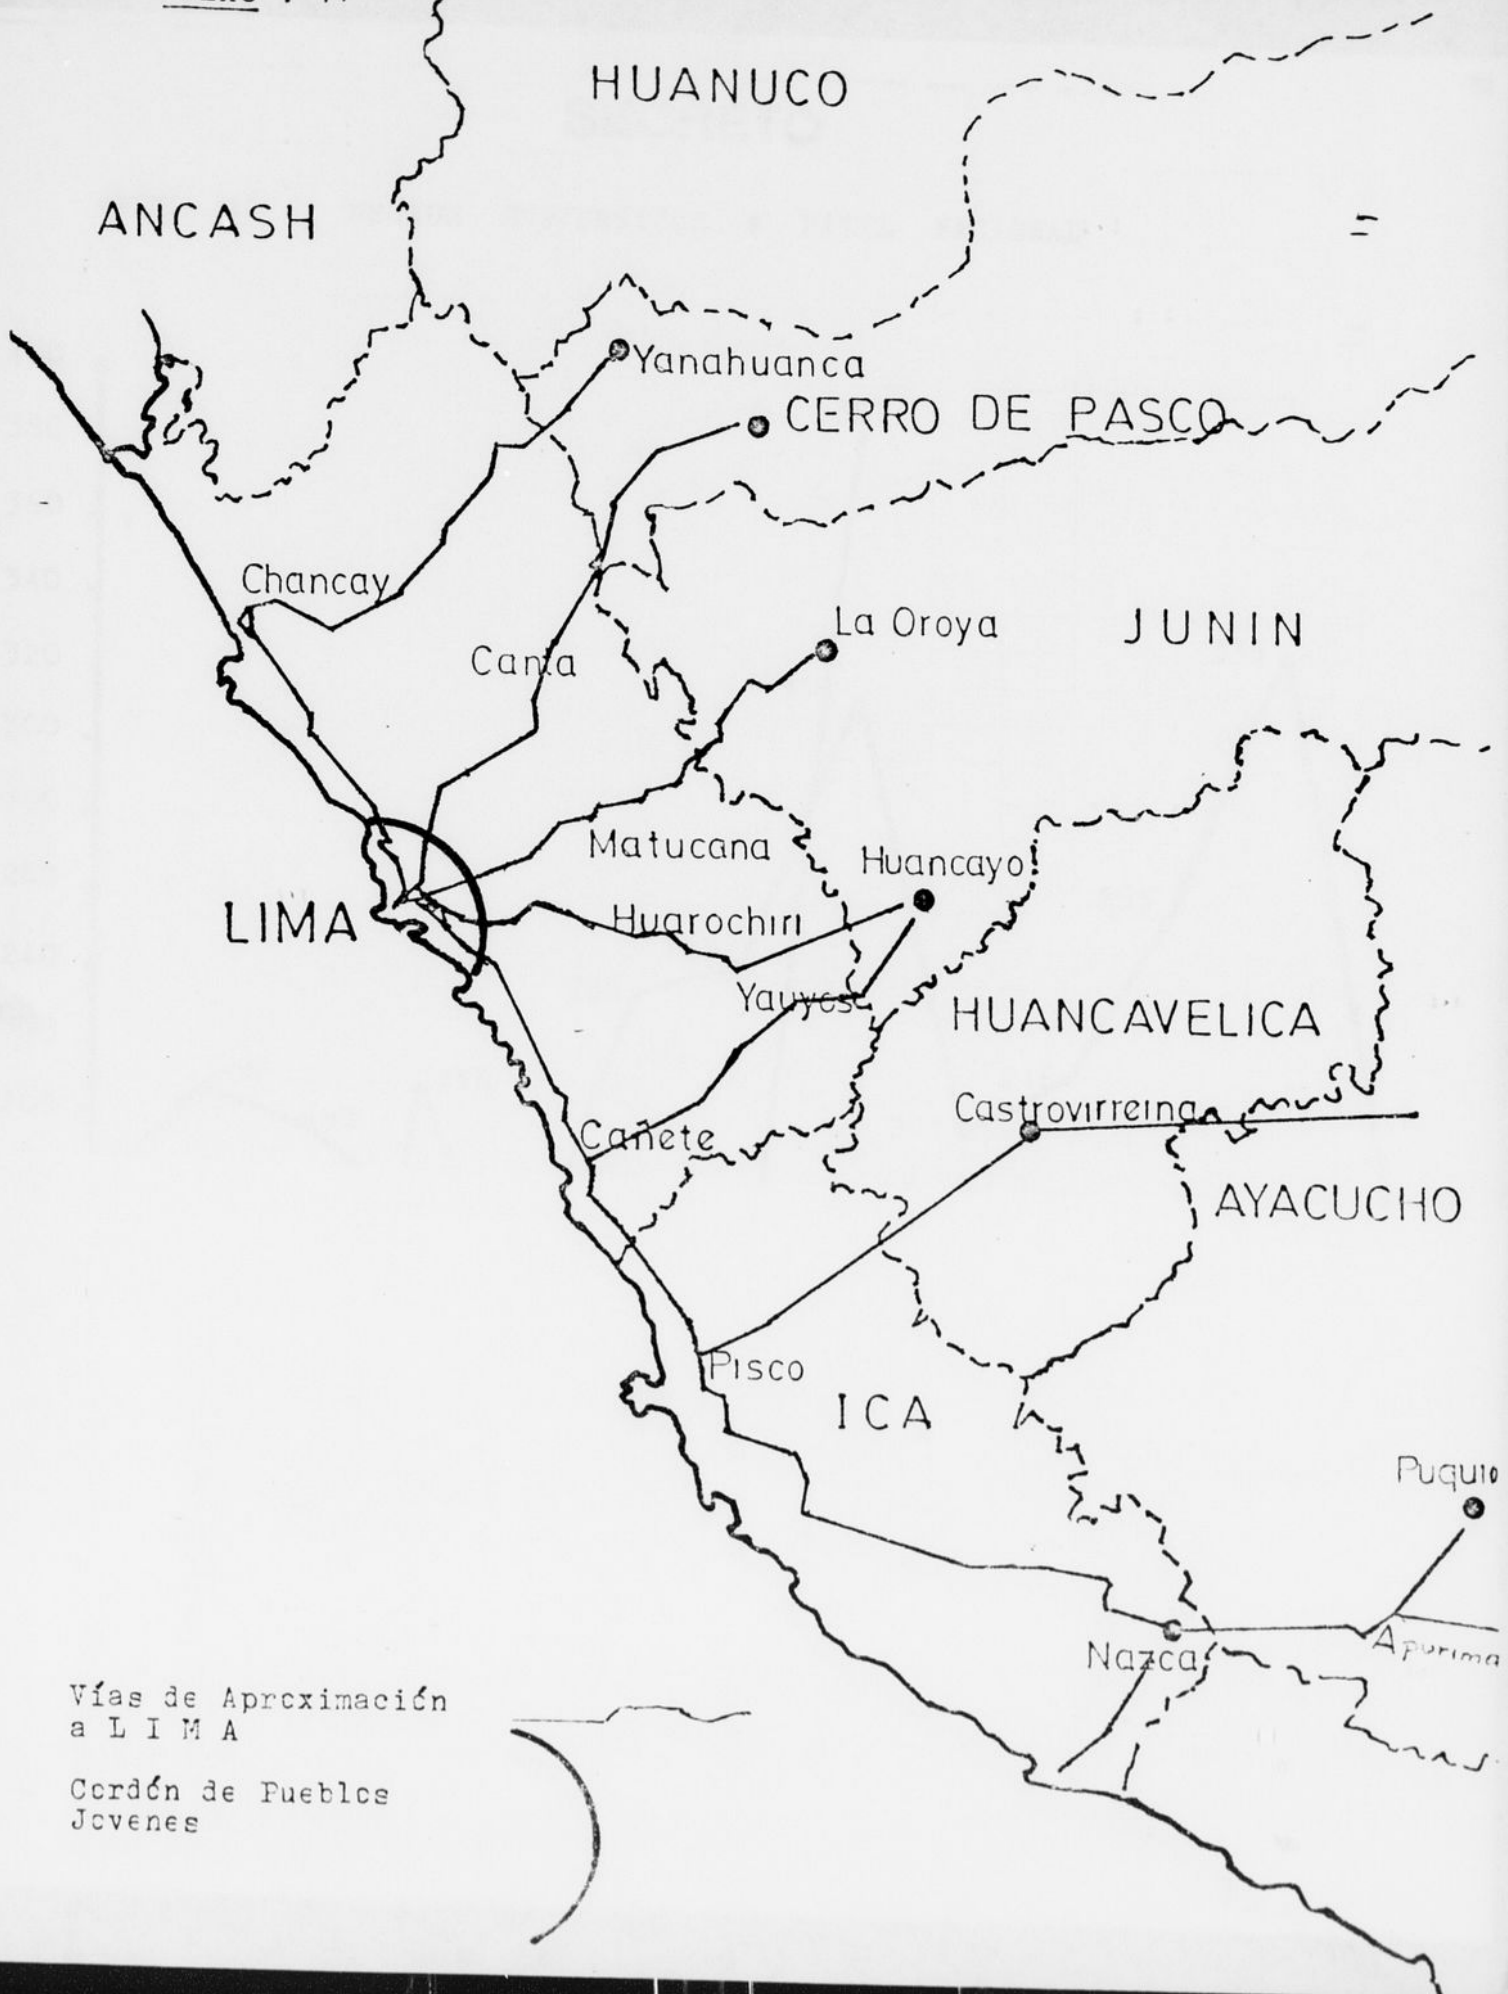 HUANUCO
ANCASH
Yanahuanca
CERRO DE PASCO
Chancay
La Oroya
JUNIN
Canta
Matucana
Huancayo
LIMA
Huarochiri
Yauyos
HUANCAVELICA
Castrovirreina
Cañete
AYACUCHO
Pisco
ICA
Puquio
Nazca
Apurima
Vías de Aproximación
a L I M A
Cordón de Pueblos
Jovenes